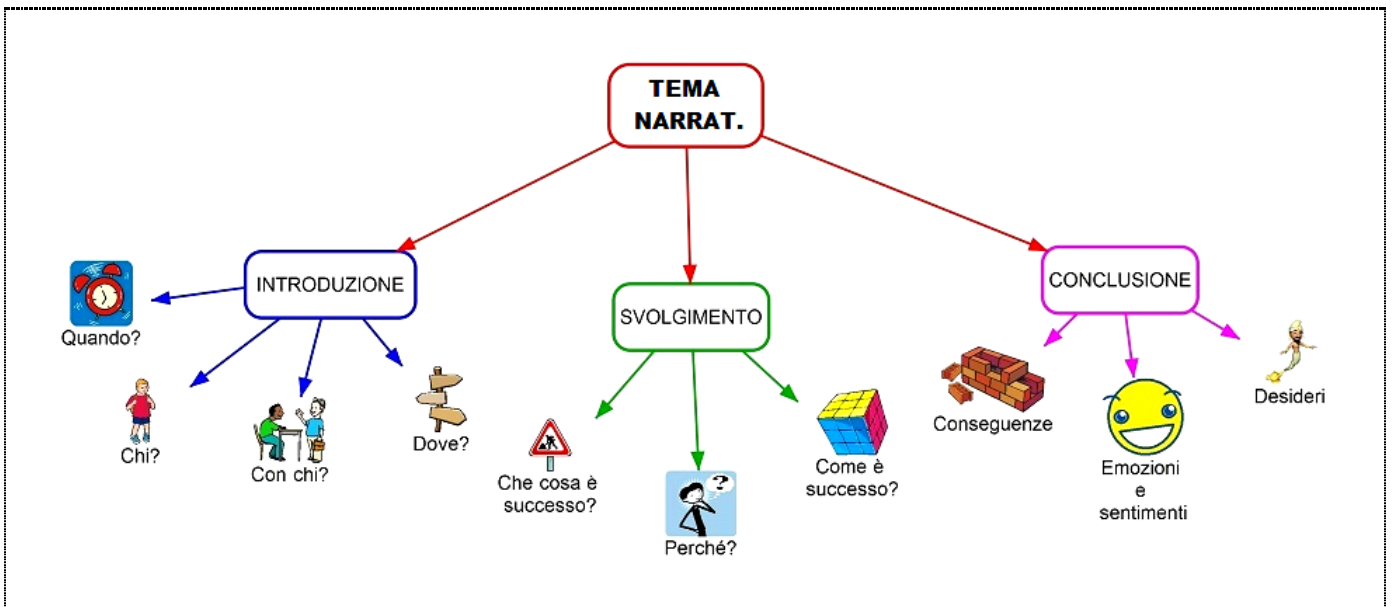 TEMA
NARRAT.
INTRODUZIONE
Quando?
Chi?
Con chi?
Dove?
SVOLGIMENTO
Che cosa è
successo?
?
Perché?
Come è
successo?
CONCLUSIONE
Conseguenze
Emozioni
e
sentimenti
Desideri